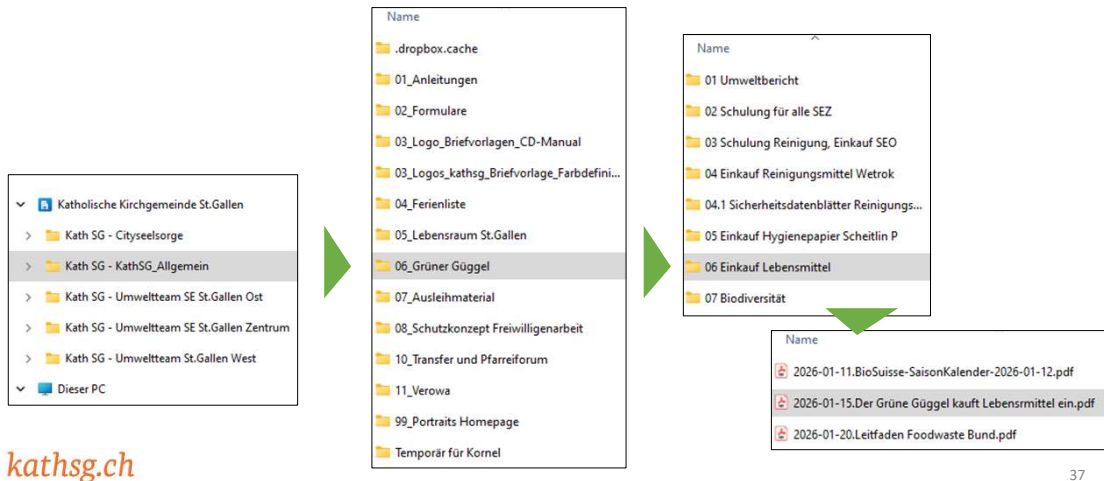 Katholische Kirchgemeinde St.Gallen
Kath SG - Cityseelsorge
Kath SG - KathSG_Allgemein
Kath SG - Umweltteam SE St.Gallen Ost
Kath SG - Umweltteam SE St.Gallen Zentrum
Kath SG - Umweltteam St.Gallen West
Dieser PC
Name
.dropbox.cache
01_Anleitungen
02_Formulare
03_Logo_Briefvorlagen_CD-Manual
03_Logos_kathsg_Briefvorlage_Farbdefini...
04_Ferienliste
05_Lebensraum St.Gallen
06_Grüner Güggel
07_Ausleihmaterial
08_Schutzkonzept Freiwilligenarbeit
10_Transfer und Pfarreiforum
11_Verowa
99_Portraits Homepage
Temporär für Kornel
Name
01 Umweltbericht
02 Schulung für alle SEZ
03 Schulung Reinigung, Einkauf SEO
04 Einkauf Reinigungsmittel Wetrok
04.1 Sicherheitsdatenblätter Reinigungs...
05 Einkauf Hygienepapier Scheitlin P
06 Einkauf Lebensmittel
07 Biodiversität
Name
2026-01-11.BioSuisse-SaisonKalender-2026-01-12.pdf
2026-01-15.Der Grüne Güggel kauft Lebensrmittel ein.pdf
2026-01-20.Leitfaden Foodwaste Bund.pdf
kathsg.ch
37